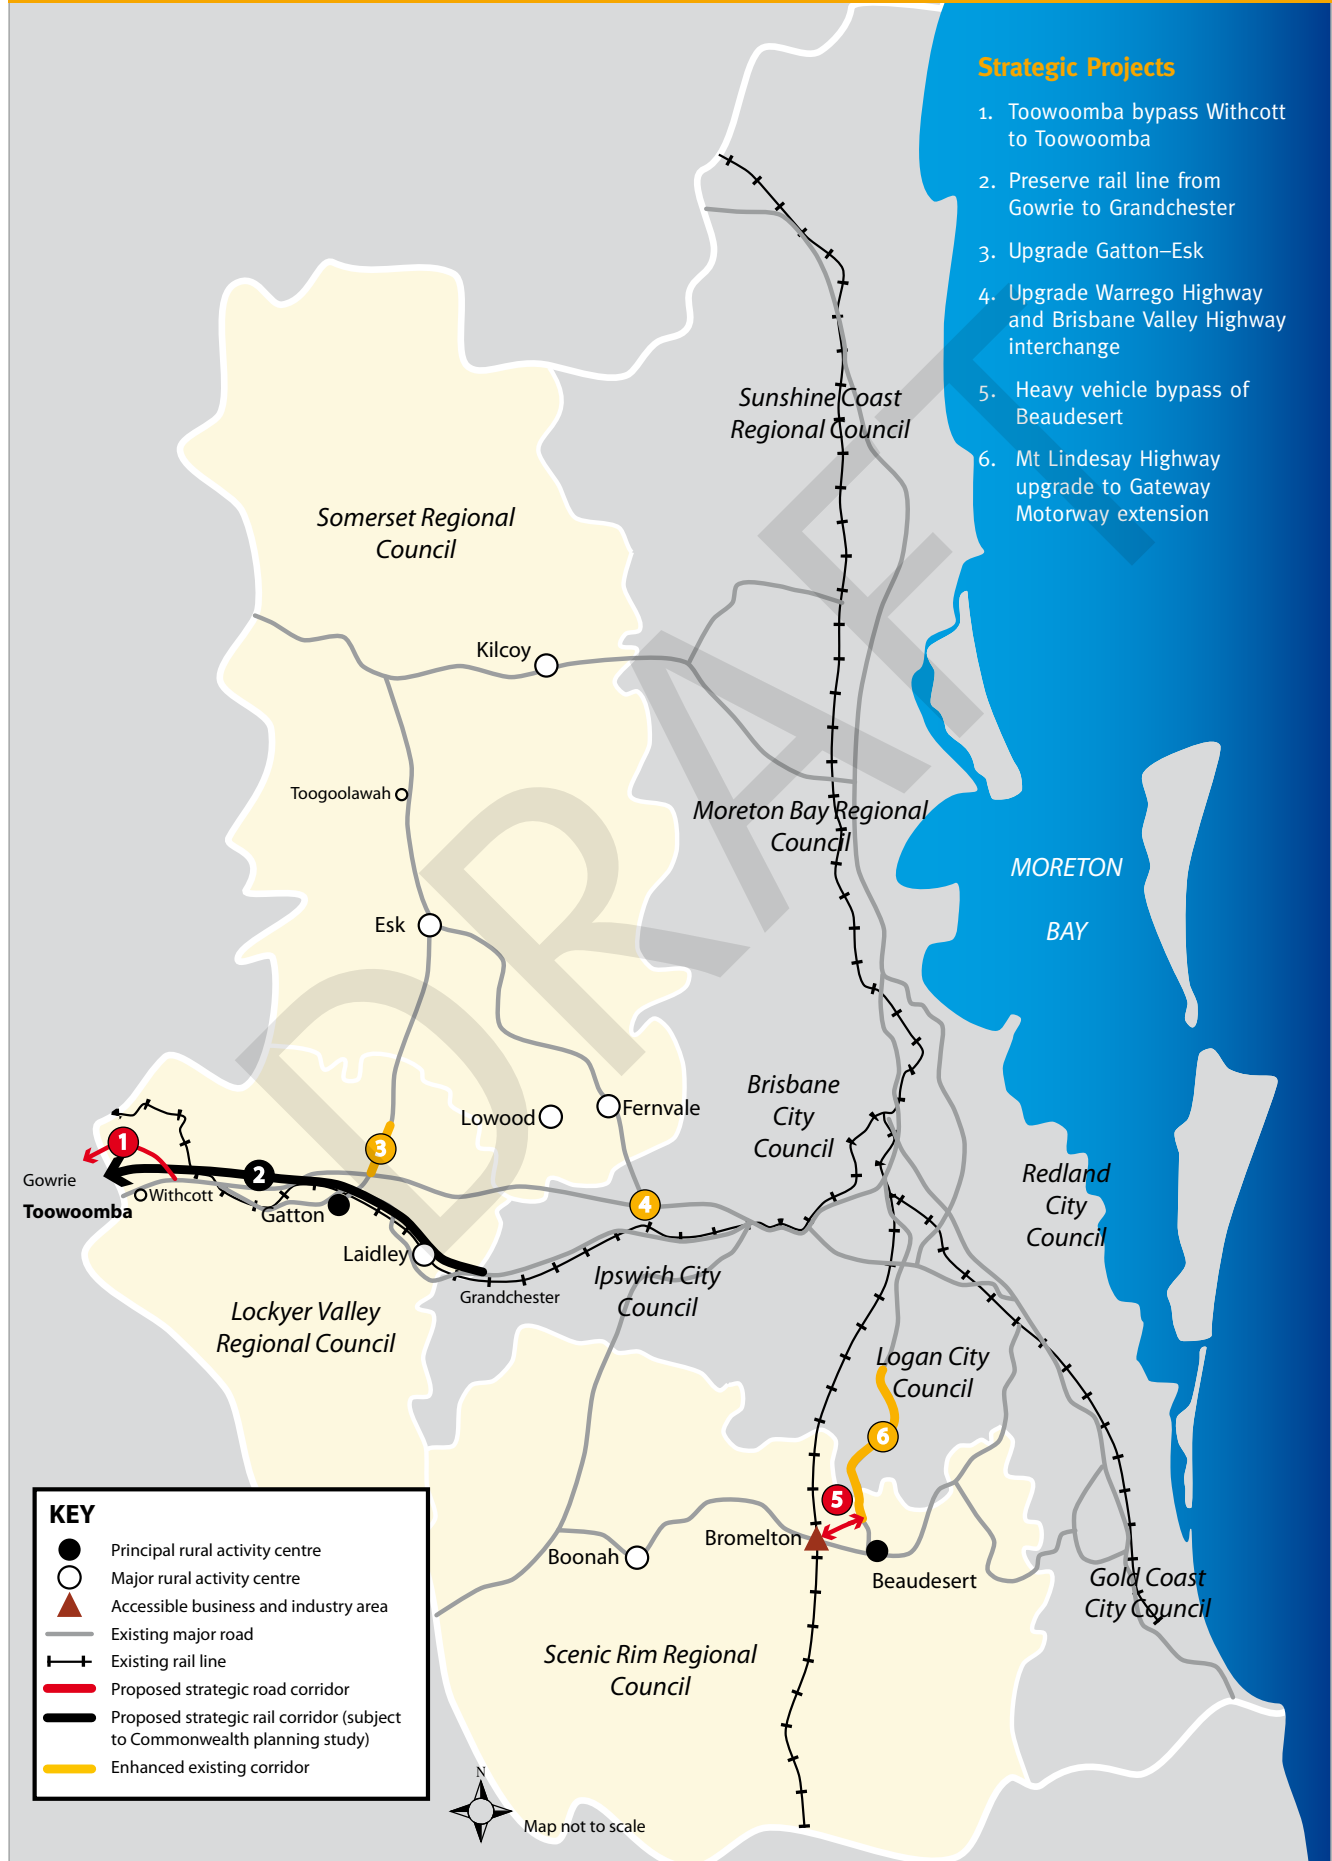 Strategic Projects
1. Toowoomba bypass Withcott
to Toowoomba
2. Preserve rail line from
Gowrie to Grandchester
3. Upgrade Gatton–Esk
4. Upgrade Warrego Highway
and Brisbane Valley Highway
interchange
5. Heavy vehicle bypass of
Beaudesert
6. Mt Lindesay Highway
upgrade to Gateway
Motorway extension
Sunshine Coast
Regional Council
Somerset Regional
Council
Kilcoy
Toogoolawah
Moreton Bay Regional
Council
MORETON
BAY
Esk
DRAFT
Brisbane
City
Council
Lowood
Fernvale
1
3
2
4
Gowrie
Toowoomba
Withcott
Gatton
Redland
City
Council
Laidley
Grandchester
Ipswich City
Council
Lockyer Valley
Regional Council
Logan City
Council
6
5
Bromelton
Boonah
Beaudesert
Gold Coast
City Council
Scenic Rim Regional
Council
KEY
Principal rural activity centre
Major rural activity centre
Accessible business and industry area
Existing major road
Existing rail line
Proposed strategic road corridor
Proposed strategic rail corridor (subject
to Commonwealth planning study)
Enhanced existing corridor
N
Map not to scale